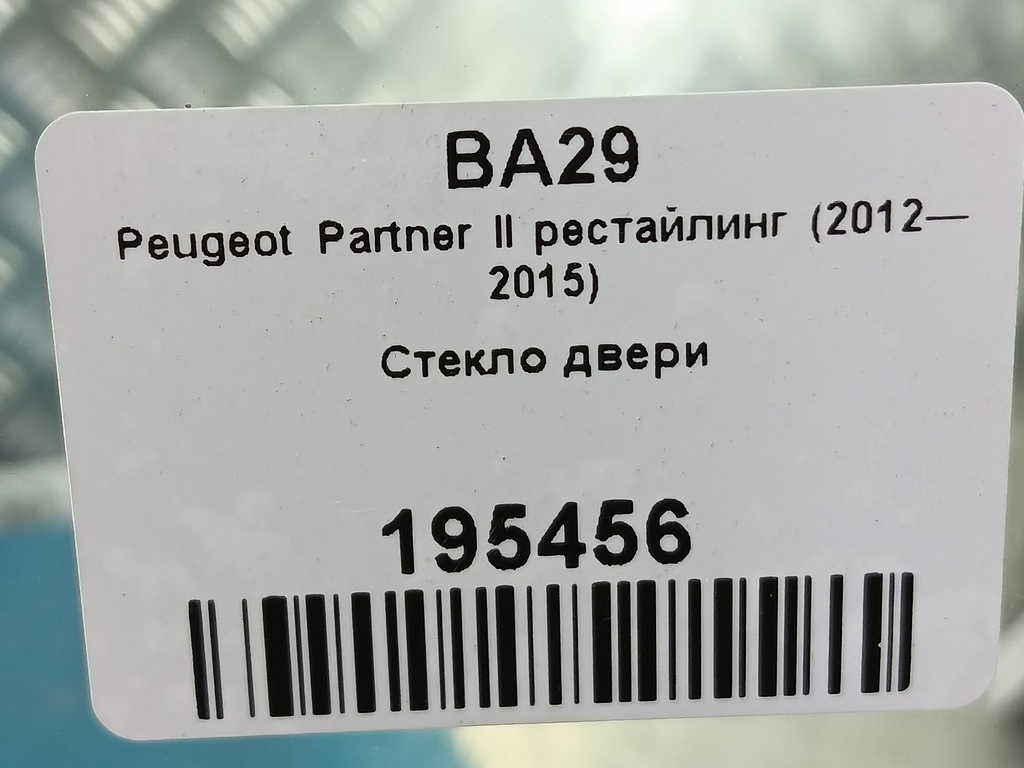 BA29
Peugeot Partner II рестайлинг (2012—
2015)
Стекло двери
195456